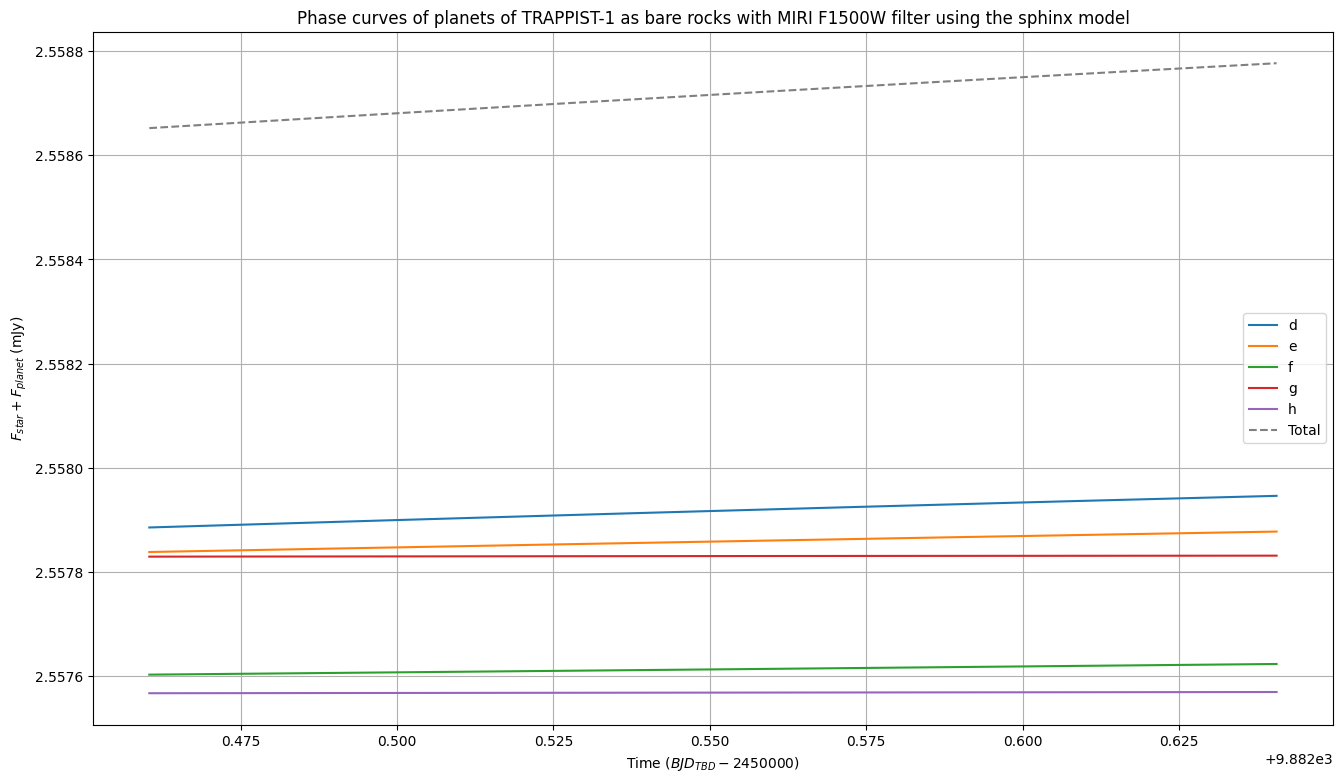 Phase curves of planets of TRAPPIST-1 as bare rocks with MIRI F1500W filter using the sphinx model
2.5588
2.5586
2.5584
2.5582
2.5580
2.5578
2.5576
F_{star} + F_{planet} (mJy)
d
e
f
g
h
Total
0.475 0.500 0.525 0.550 0.575 0.600 0.625
+9.882e3
Time (BJD_{TBD} − 2450000)